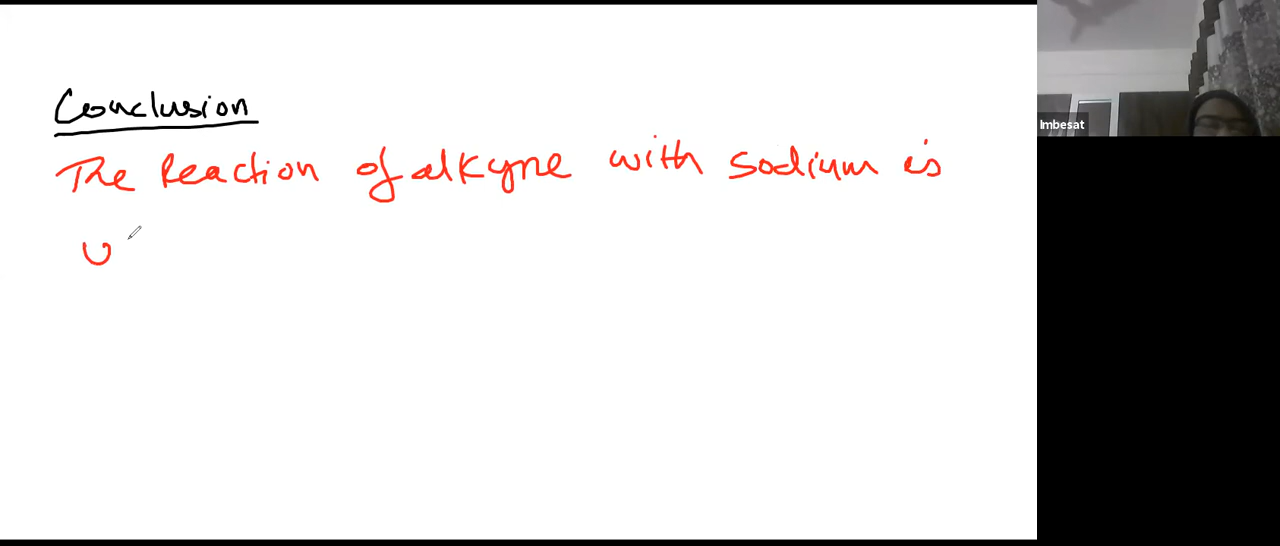 Conclusion
The Reaction of alkyne with sodium is
U
Imbesat